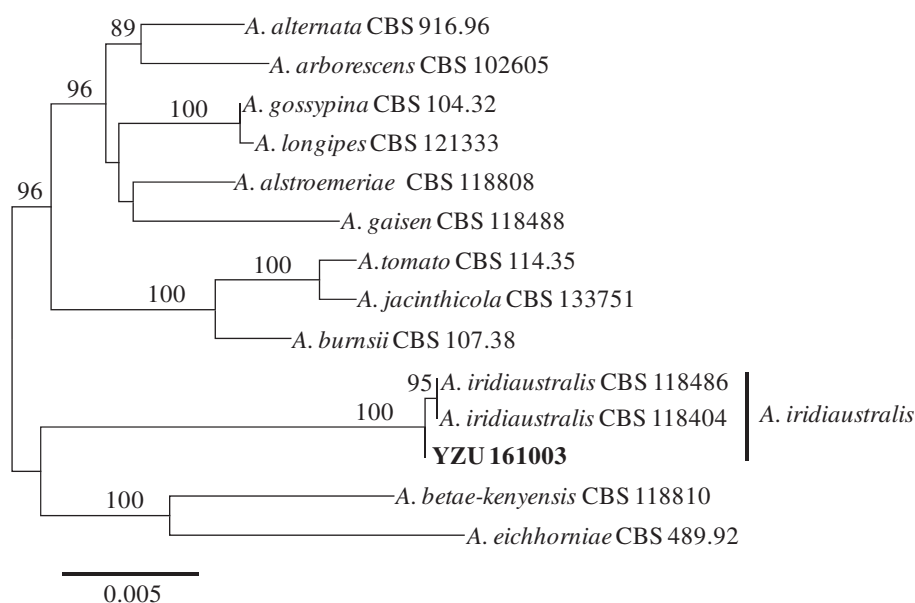 89
A. alternata CBS 916.96
A. arborescens CBS 102605
96
100
A. gossypina CBS 104.32
A. longipes CBS 121333
96
A. alstroemeriae CBS 118808
A. gaisen CBS 118488
100
A.tomato CBS 114.35
100
A. jacinthicola CBS 133751
A. burnsii CBS 107.38
95
A. iridiaustralis CBS 118486
100
A. iridiaustralis CBS 118404
A. iridiaustralis
YZU 161003
100
A. betae-kenyensis CBS 118810
A. eichhorniae CBS 489.92
0.005